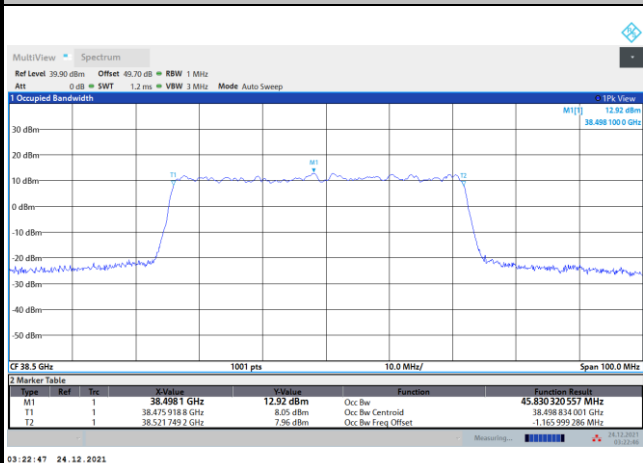 MultiView Spectrum
Ref Level 39.90 dBm Offset 49.70 dB RBW 1 MHz
Att 0 dB SWT 1.2 ms VBW 3 MHz Mode Auto Sweep
1 Occupied Bandwidth 1Pk View
M1[1] 12.92 dBm
38.498 100 0 GHz
30 dBm
20 dBm
M1
T1 T2
10 dBm
0 dBm
-10 dBm
-20 dBm
-30 dBm
-40 dBm
-50 dBm
CF 38.5 GHz 1001 pts 10.0 MHz/ Span 100.0 MHz
2 Marker Table
Type Ref Trc X-Value Y-Value Function Function Result
M1 1 38.4981 GHz 12.92 dBm Occ Bw 45.830 320 557 MHz
T1 1 38.475 918 8 GHz 8.05 dBm Occ Bw Centroid 38.498 834 001 GHz
T2 1 38.521 749 2 GHz 7.96 dBm Occ Bw Freq Offset -1.165 999 286 MHz
Measuring... 24.12.2021
03:22:46
03:22:47 24.12.2021